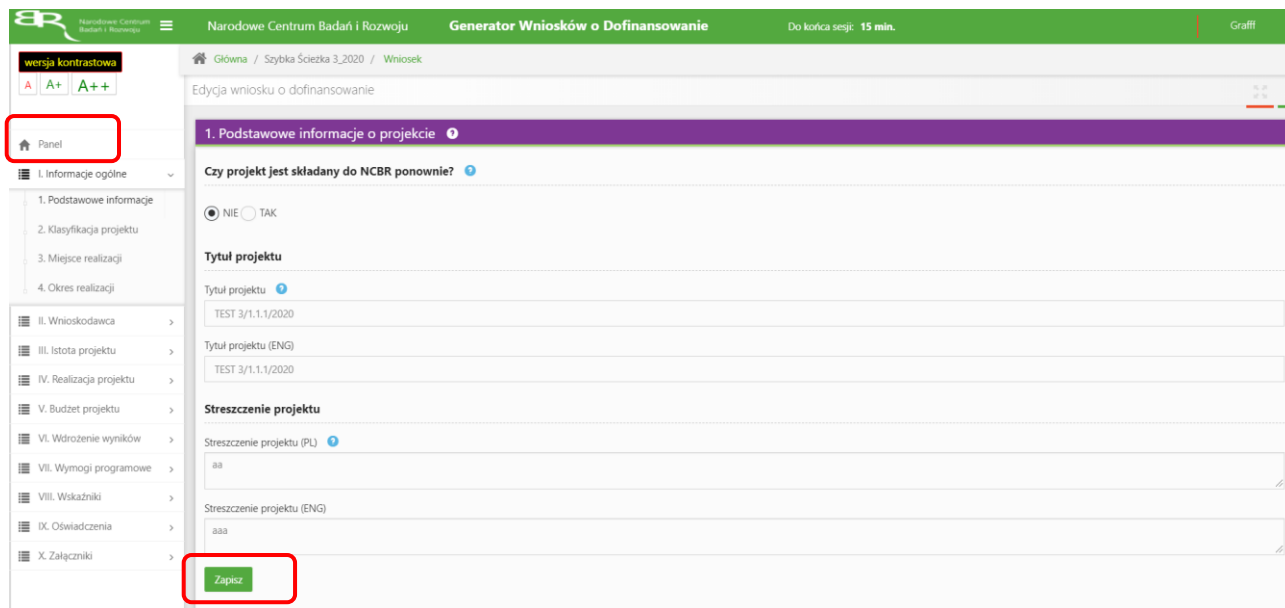 Narodowe Centrum
Badań i Rozwoju
Narodowe Centrum Badań i Rozwoju
Generator Wniosków o Dofinansowanie
Do końca sesji: 15 min.
Grafff
wersja kontrastowa
A A+ A++
Główna / Szybka Ścieżka 3_2020 / Wniosek
Edycja wniosku o dofinansowanie
Panel
I. Informacje ogólne
1. Podstawowe informacje
2. Klasyfikacja projektu
3. Miejsce realizacji
4. Okres realizacji
II. Wnioskodawca
III. Istota projektu
IV. Realizacja projektu
V. Budżet projektu
VI. Wdrożenie wyników
VII. Wymogi programowe
VIII. Wskaźniki
IX. Oświadczenia
X. Załączniki
1. Podstawowe informacje o projekcie ?
Czy projekt jest składany do NCBR ponownie? ?
NIE TAK
Tytuł projektu
Tytuł projektu ?
TEST 3/1.1.1/2020
Tytuł projektu (ENG)
TEST 3/1.1.1/2020
Streszczenie projektu
Streszczenie projektu (PL) ?
aa
Streszczenie projektu (ENG)
aaa
Zapisz